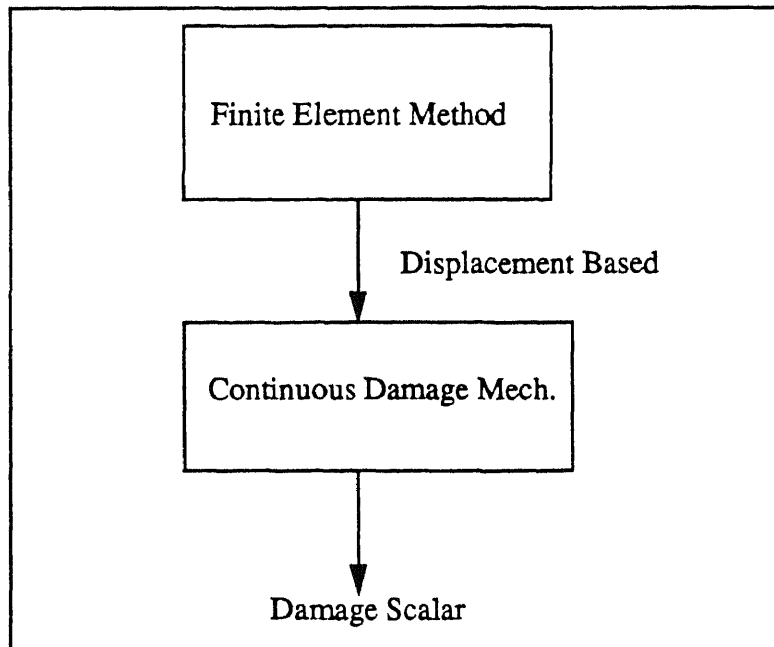 Finite Element Method
Displacement Based
Continuous Damage Mech.
Damage Scalar